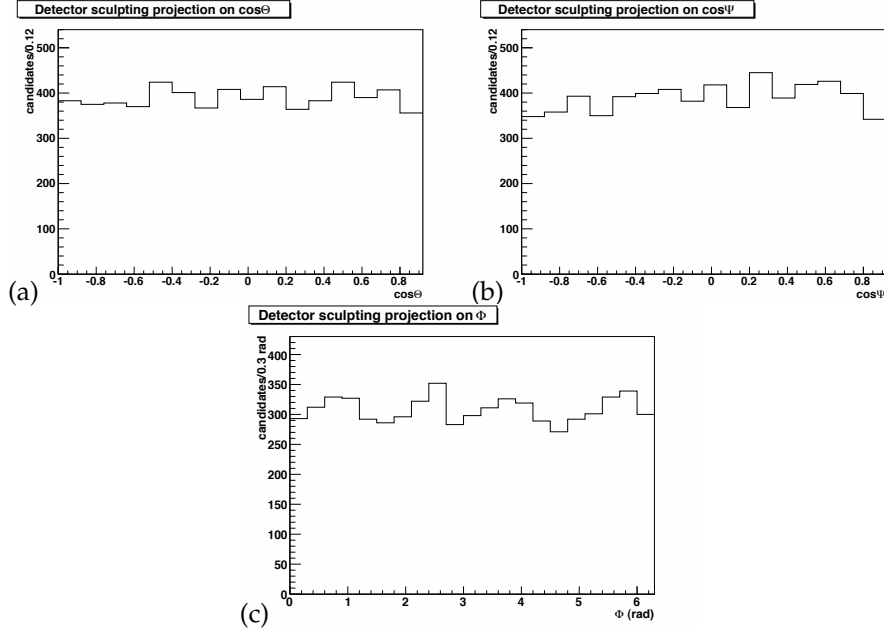 Detector sculpting projection on cosΘ
candidates/0.12
500
400
300
200
100
0
-1 -0.8 -0.6 -0.4 -0.2 0 0.2 0.4 0.6 0.8
cosΘ
(a)
Detector sculpting projection on cosΨ
candidates/0.12
500
400
300
200
100
0
-1 -0.8 -0.6 -0.4 -0.2 0 0.2 0.4 0.6 0.8
cosΨ
(b)
Detector sculpting projection on Φ
candidates/0.3 rad
400
350
300
250
200
150
100
50
0
0 1 2 3 4 5 6
Φ (rad)
(c)